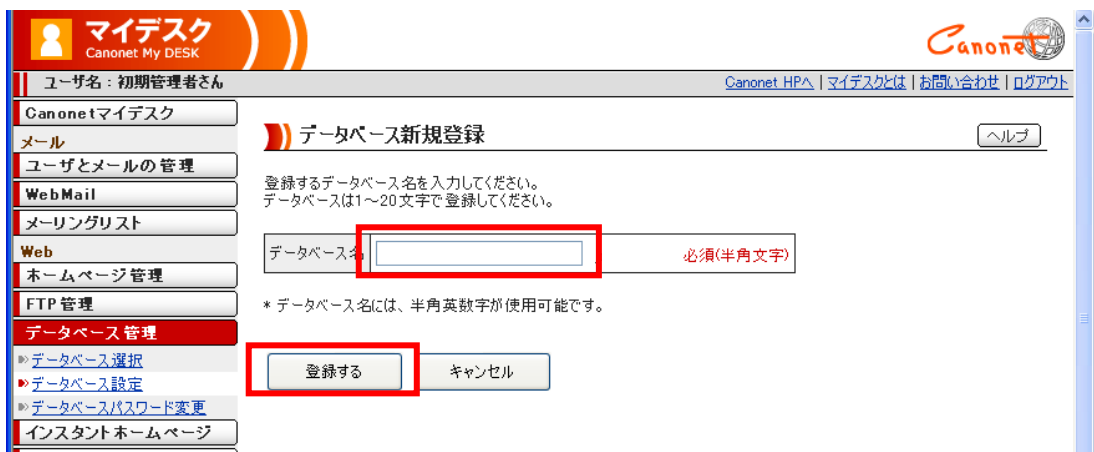 マイデスク
Canonet My DESK
Canonet
ユーザ名：初期管理者さん
Canonet HPへ | マイデスクとは | お問い合わせ | ログアウト
Canonetマイデスク
メール
ユーザとメールの管理
WebMail
メーリングリスト
Web
ホームページ管理
FTP管理
データベース管理
データベース選択
データベース設定
データベースパスワード変更
インスタントホームページ
データベース新規登録
ヘルプ
登録するデータベース名を入力してください。
データベースは1～20文字で登録してください。
データベース名
必須(半角文字)
* データベース名には、半角英数字が使用可能です。
登録する
キャンセル